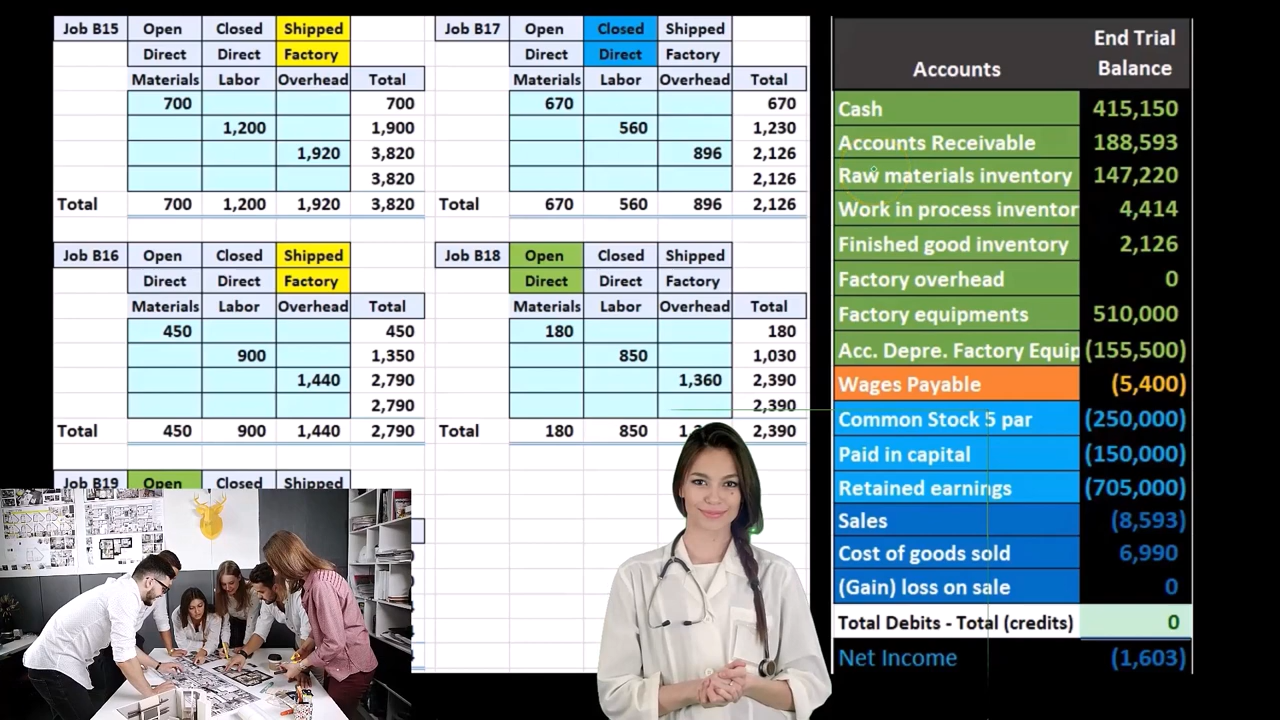 Job B15 Open Closed Shipped
Direct Direct Factory
Materials Labor Overhead Total
700 700
1,200 1,900
1,920 3,820
3,820
Total 700 1,200 1,920 3,820
Job B16 Open Closed Shipped
Direct Direct Factory
Materials Labor Overhead Total
450 450
900 1,350
1,440 2,790
2,790
Total 450 900 1,440 2,790
Job B19 Open Closed Shipped
Job B17 Open Closed Shipped
Direct Direct Factory
Materials Labor Overhead Total
670 670
560 1,230
896 2,126
2,126
Total 670 560 896 2,126
Job B18 Open Closed Shipped
Direct Direct Factory
Materials Labor Overhead Total
180 180
850 1,030
1,360 2,390
2,390
Total 180 850 2,390
End Trial
Accounts Balance
Cash 415,150
Accounts Receivable 188,593
Raw materials inventory 147,220
Work in process inventor 4,414
Finished good inventory 2,126
Factory overhead 0
Factory equipments 510,000
Acc. Depre. Factory Equip (155,500)
Wages Payable (5,400)
Common Stock 5 par (250,000)
Paid in capital (150,000)
Retained earnings (705,000)
Sales (8,593)
Cost of goods sold 6,990
(Gain) loss on sale 0
Total Debits - Total (credits) 0
Net Income (1,603)